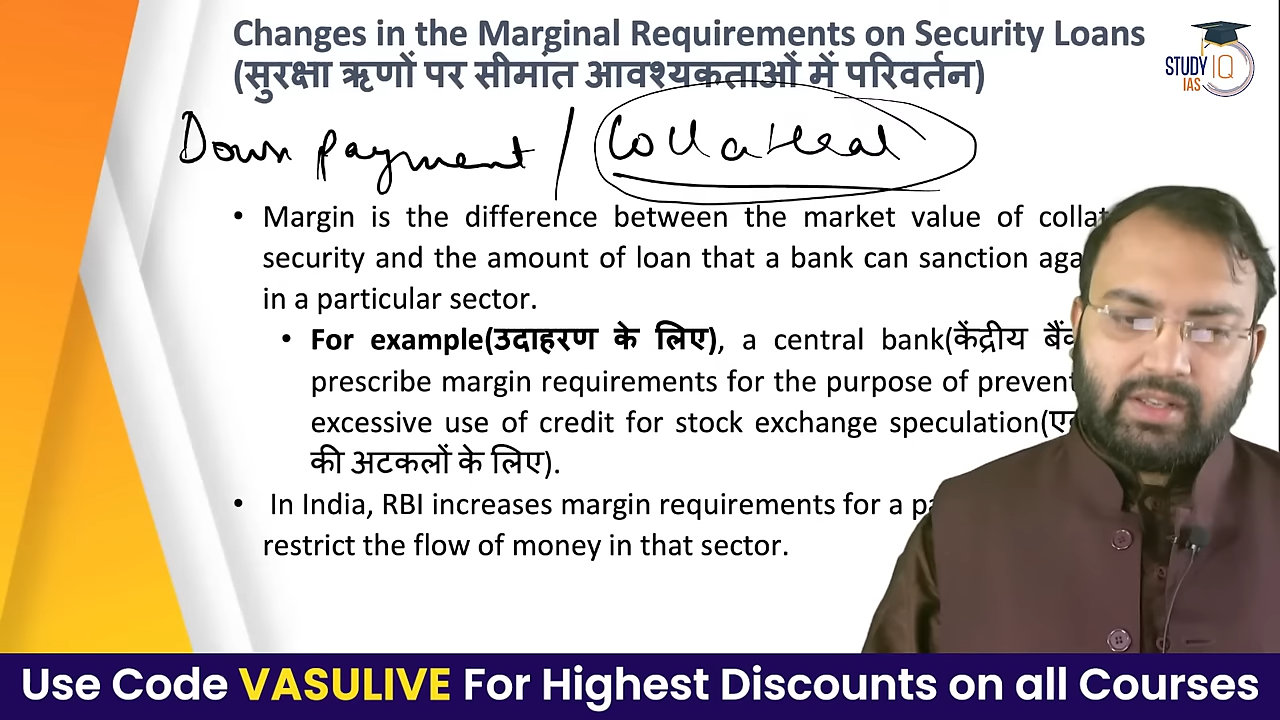 Changes in the Marginal Requirements on Security Loans
(सुरक्षा ऋणों पर सीमांत आवश्यकताओं में परिवर्तन)
STUDY IQ
IAS
Down payment / Collateral
• Margin is the difference between the market value of
security and the amount of loan that a bank can sanction
in a particular sector.
• For example(उदाहरण के लिए), a central bank(केंद्रीय
prescribe margin requirements for the purpose of
excessive use of credit for stock exchange speculation(
की अटकलों के लिए).
• In India, RBI increases margin requirements for a
restrict the flow of money in that sector.
Use Code VASULIVE For Highest Discounts on all Courses